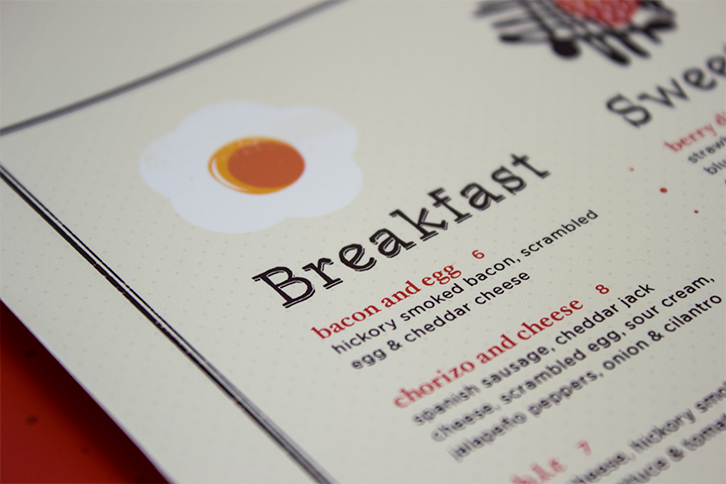 Breakfast
bacon and egg 6
hickory smoked bacon, scrambled
egg & cheddar cheese
chorizo and cheese 8
spanish sausage, cheddar jack
cheese, scrambled egg, sour cream,
jalapeño peppers, onion & cilantro
7
hickory
&
berry